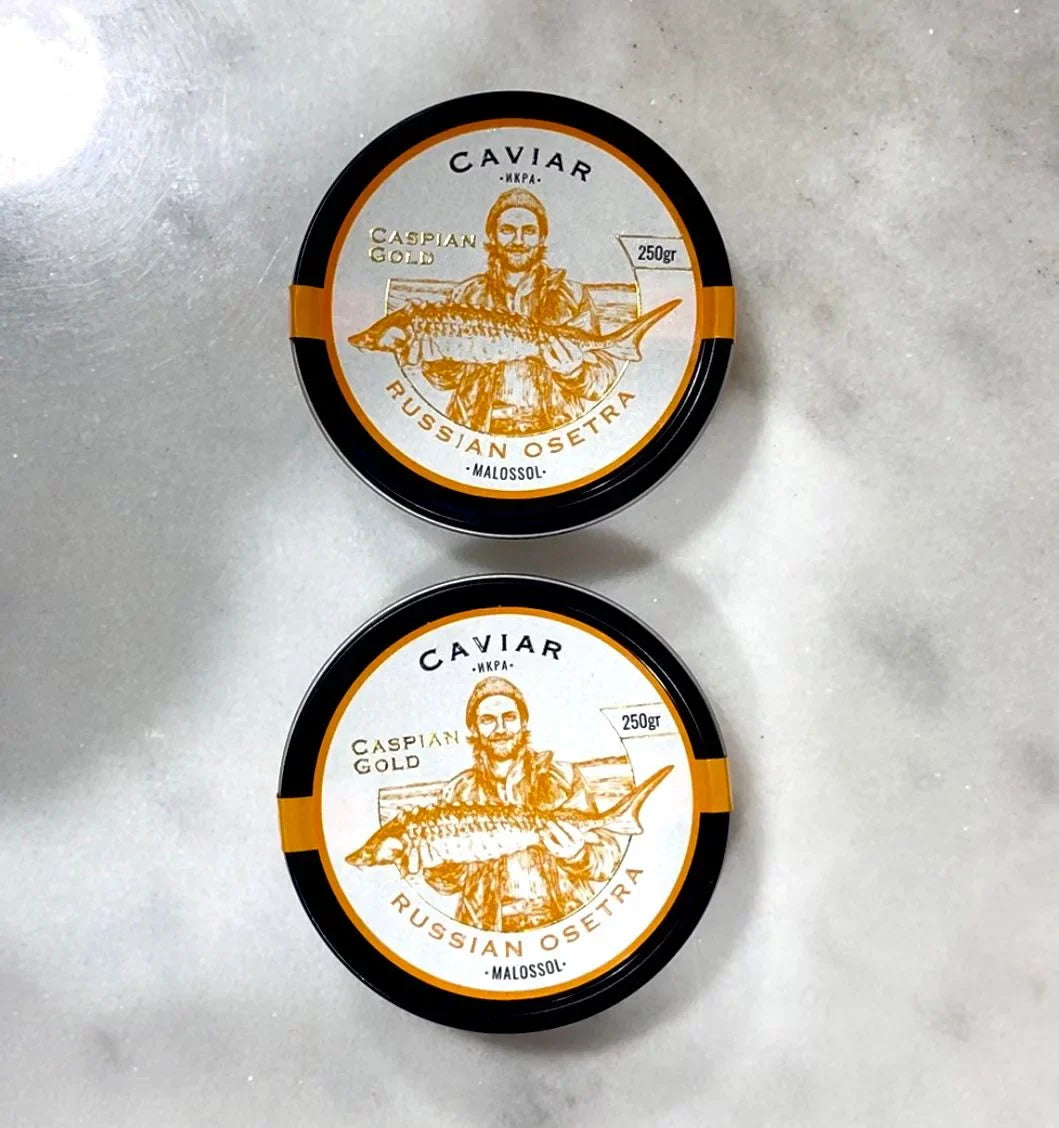 CAVIAR
·ИКРА·
CASPIAN
GOLD
250gr
RUSSIAN OSETRA
·MALOSSOL·
CAVIAR
·ИКРА·
CASPIAN
GOLD
250gr
RUSSIAN OSETRA
·MALOSSOL·